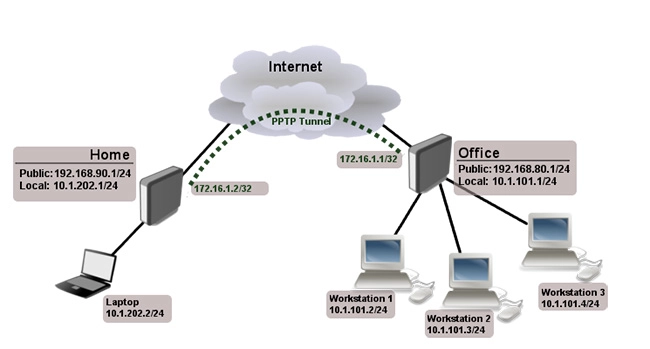 Internet
PPTP Tunnel
Home
Public: 192.168.90.1/24
Local: 10.1.202.1/24
172.16.1.2/32
172.16.1.1/32
Office
Public: 192.168.80.1/24
Local: 10.1.101.1/24
Laptop
10.1.202.2/24
Workstation 1
10.1.101.2/24
Workstation 2
10.1.101.3/24
Workstation 3
10.1.101.4/24